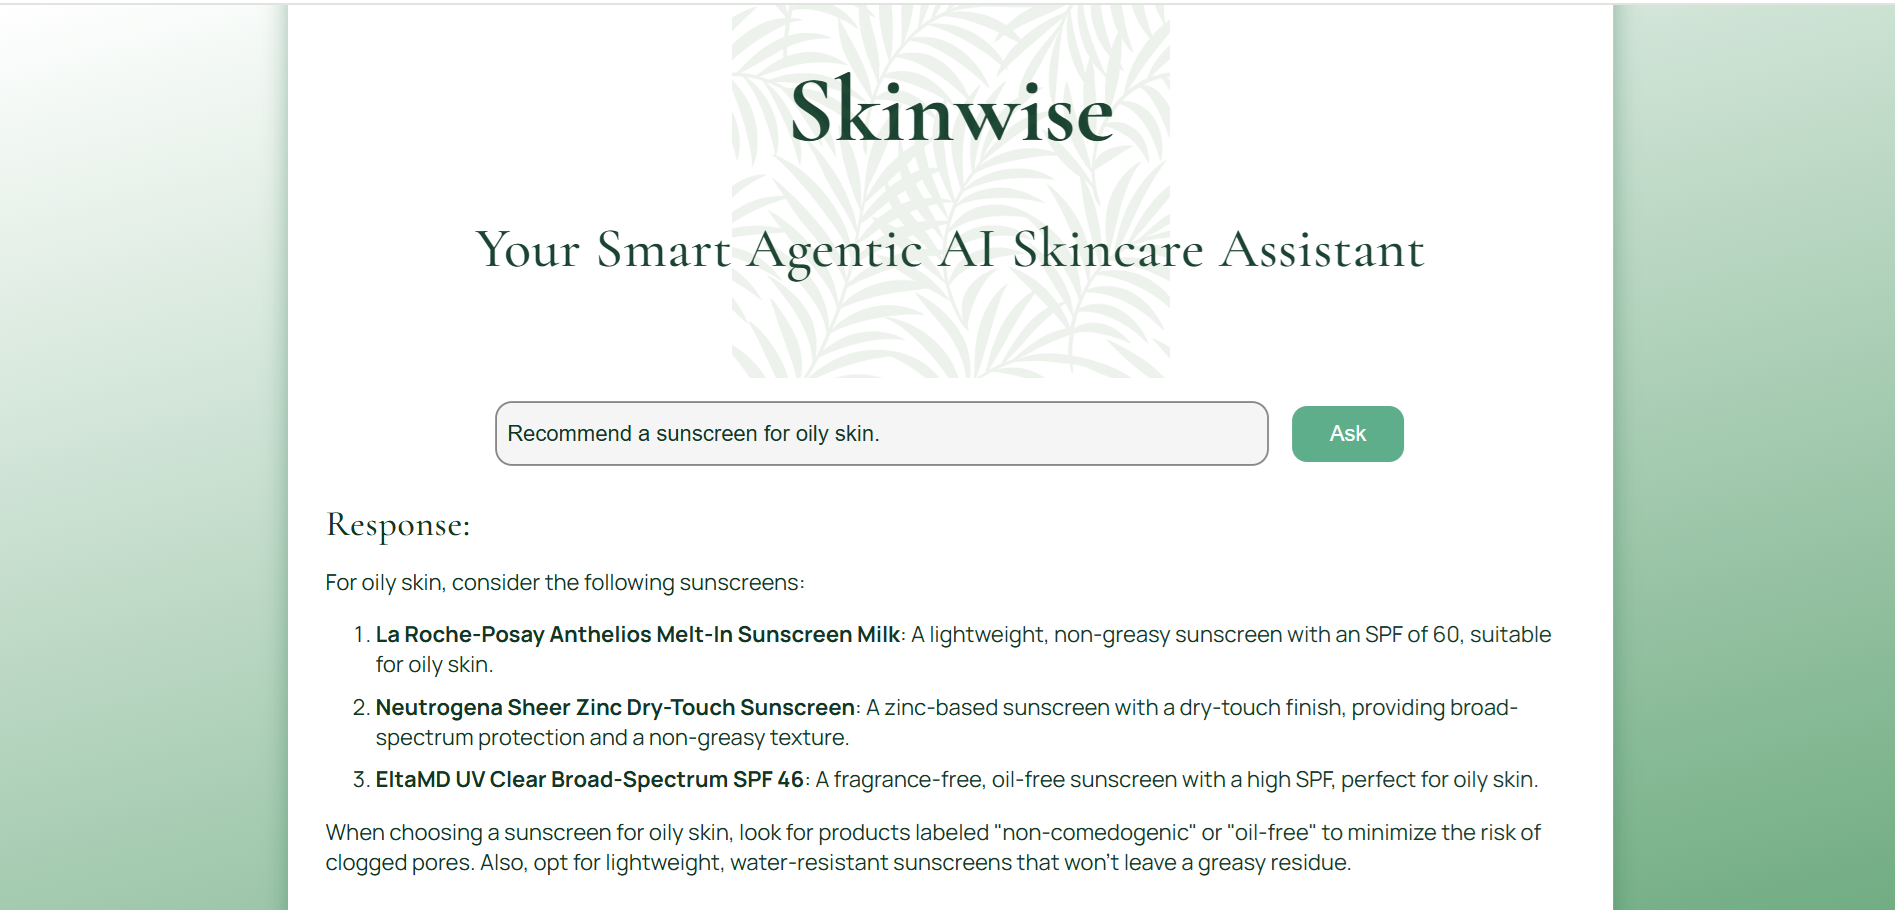 Skinwise
Your Smart Agentic AI Skincare Assistant
Recommend a sunscreen for oily skin.
Ask
Response:
For oily skin, consider the following sunscreens:
1. La Roche-Posay Anthelios Melt-In Sunscreen Milk: A lightweight, non-greasy sunscreen with an SPF of 60, suitable
for oily skin.
2. Neutrogena Sheer Zinc Dry-Touch Sunscreen: A zinc-based sunscreen with a dry-touch finish, providing broad-
spectrum protection and a non-greasy texture.
3. EltaMD UV Clear Broad-Spectrum SPF 46: A fragrance-free, oil-free sunscreen with a high SPF, perfect for oily skin.
When choosing a sunscreen for oily skin, look for products labeled "non-comedogenic" or "oil-free" to minimize the risk of
clogged pores. Also, opt for lightweight, water-resistant sunscreens that won't leave a greasy residue.